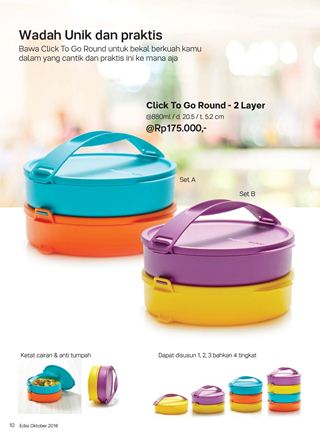 Wadah Unik dan praktis
Bawa Click To Go Round untuk bekal berkuah kamu
dalam yang cantik dan praktis ini ke mana aja
Click To Go Round - 2 Layer
@880ml / d. 20.5 / t. 5.2 cm
@Rp175.000,-
Set A
Set B
Ketat cairan & anti tumpah
Dapat disusun 1, 2, 3 bahkan 4 tingkat
10 Edisi Oktober 2018